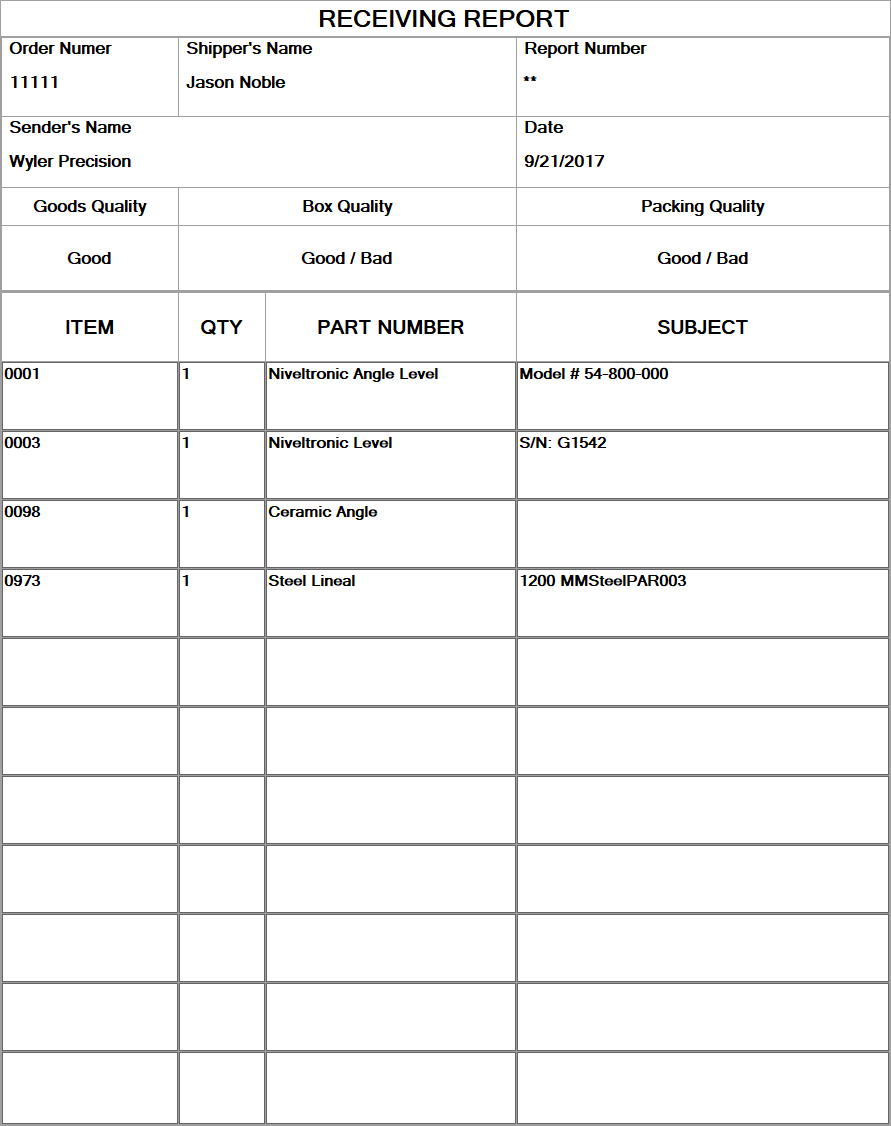 RECEIVING REPORT
Order Numer Shipper's Name Report Number
11111 Jason Noble **
Sender's Name Date
Wyler Precision 9/21/2017
Goods Quality Box Quality Packing Quality
Good Good / Bad Good / Bad
ITEM QTY PART NUMBER SUBJECT
0001 1 Niveltronic Angle Level Model # 54-800-000
0003 1 Niveltronic Level S/N: G1542
0098 1 Ceramic Angle
0973 1 Steel Lineal 1200 MMSteelPAR003